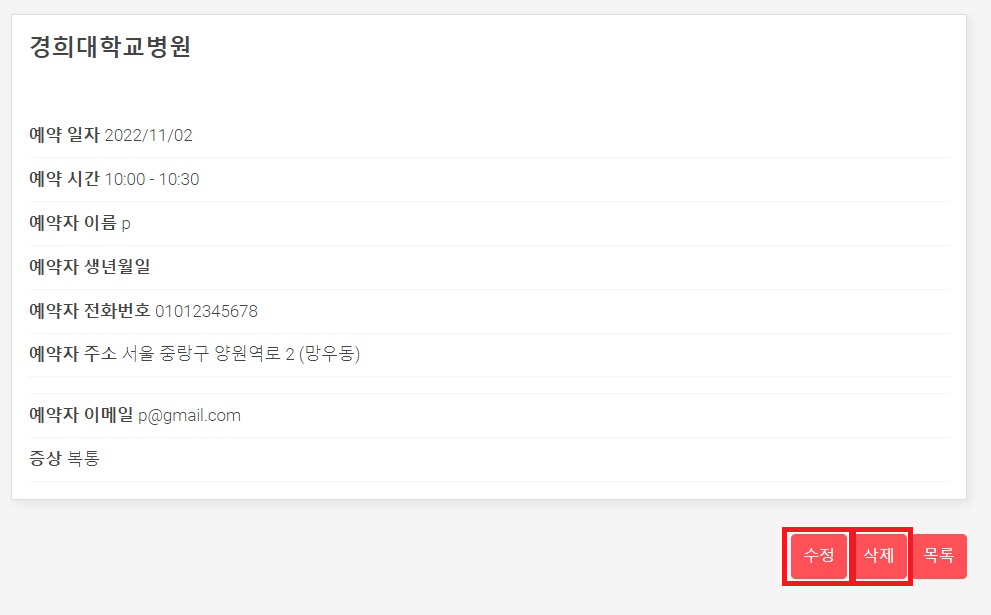 경희대학교병원
예약 일자 2022/11/02
예약 시간 10:00 - 10:30
예약자 이름 p
예약자 생년월일
예약자 전화번호 01012345678
예약자 주소 서울 중랑구 양원역로 2 (망우동)
예약자 이메일 p@gmail.com
증상 복통
수정 삭제 목록